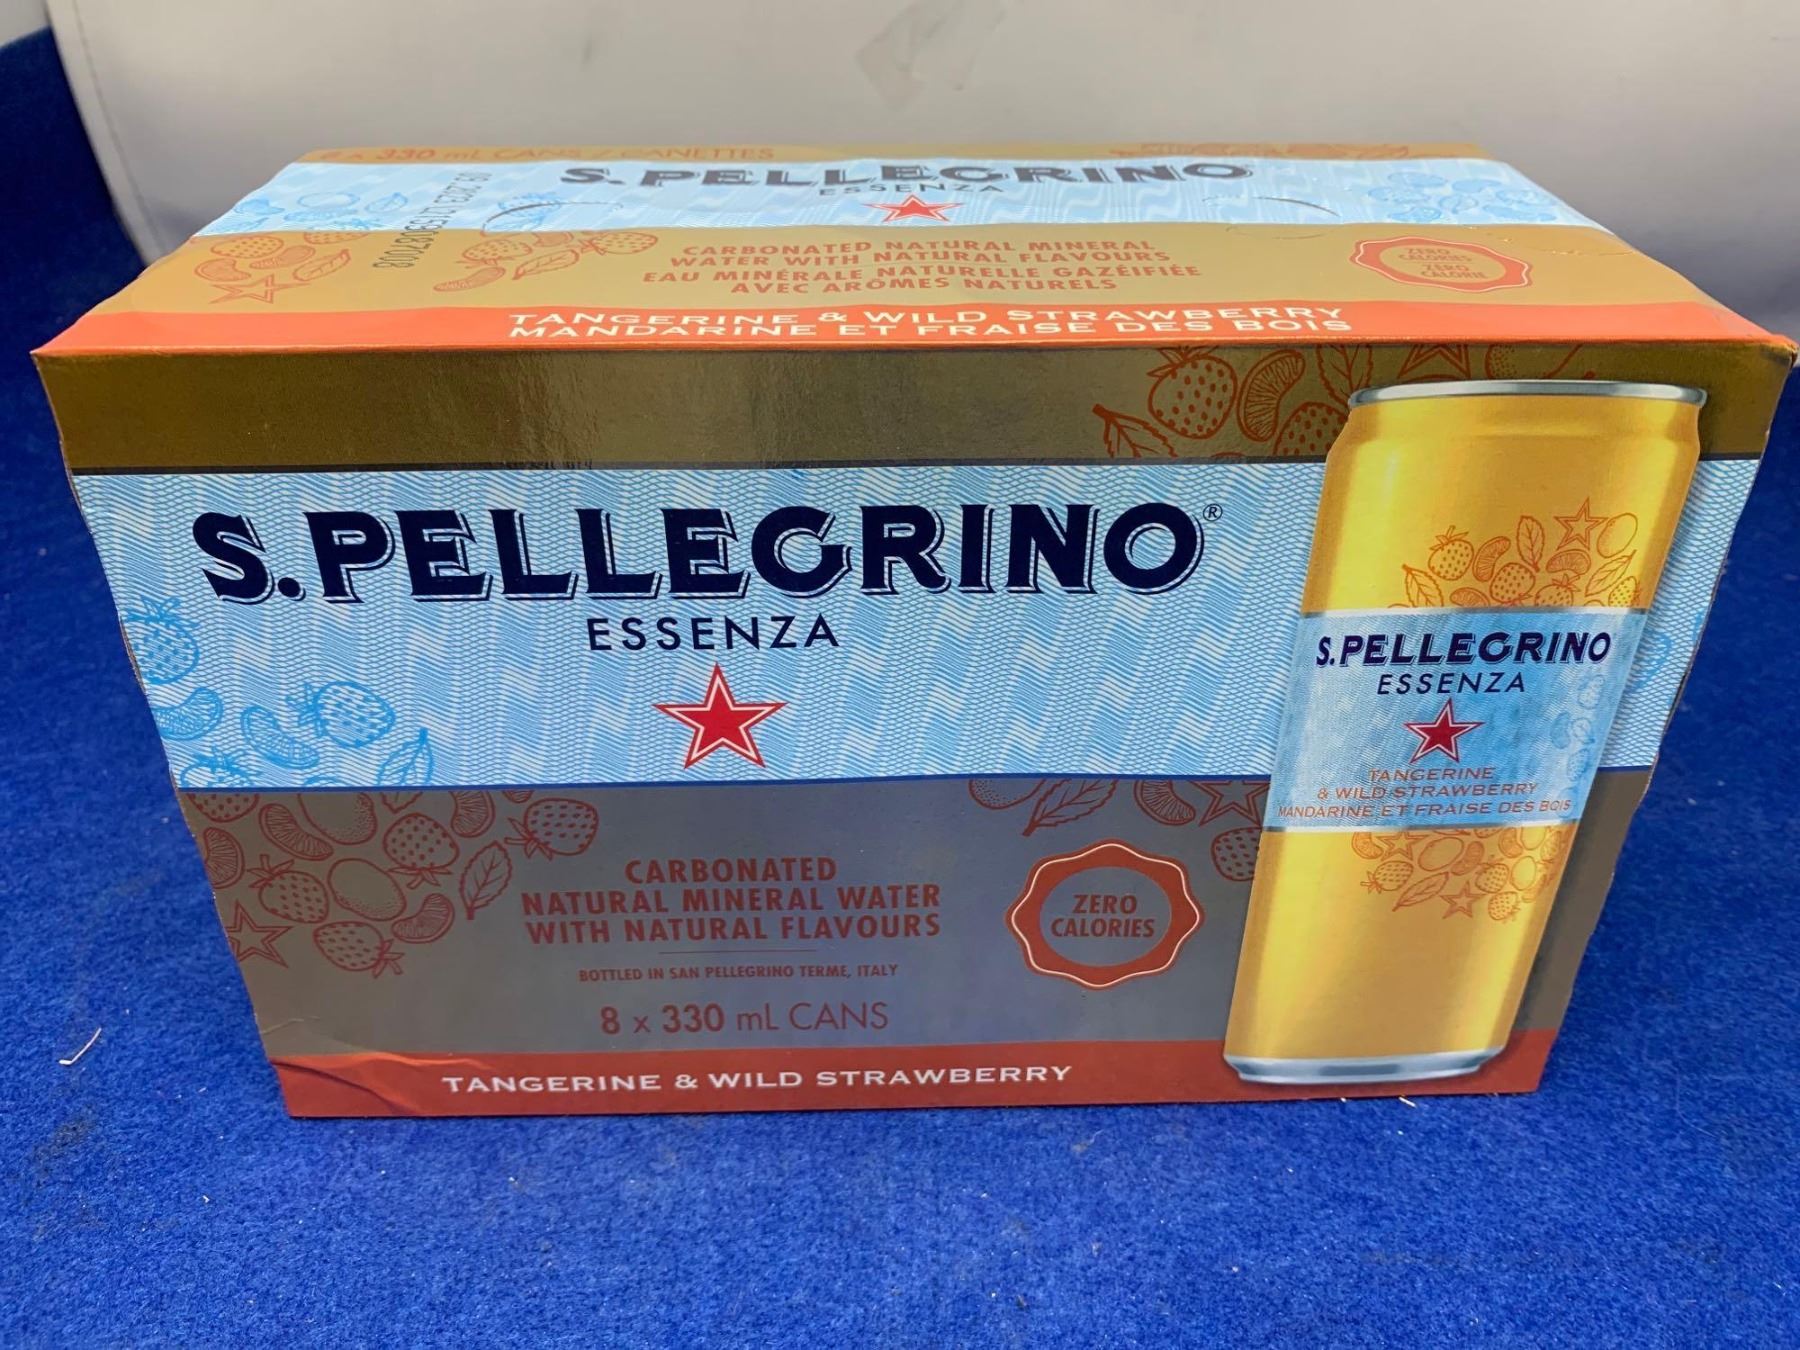 8 x 330 mL CANS / CANETTES
S. PELLEGRINO
ESSENZA
CARBONATED NATURAL MINERAL
WATER WITH NATURAL FLAVOURS
EAU MINÉRALE NATURELLE GAZÉIFIÉE
AVEC ARÔMES NATURELS
ZERO
CALORIES
ZERO
CALORIE
TANGERINE & WILD STRAWBERRY
MANDARINE ET FRAISE DES BOIS
S.PELLEGRINO®
ESSENZA
CARBONATED
NATURAL MINERAL WATER
WITH NATURAL FLAVOURS
BOTTLED IN SAN PELLEGRINO TERME, ITALY
8 x 330 mL CANS
ZERO
CALORIES
TANGERINE & WILD STRAWBERRY
S.PELLEGRINO
ESSENZA
TANGERINE
& WILD STRAWBERRY
MANDARINE ET FRAISE DES BOIS